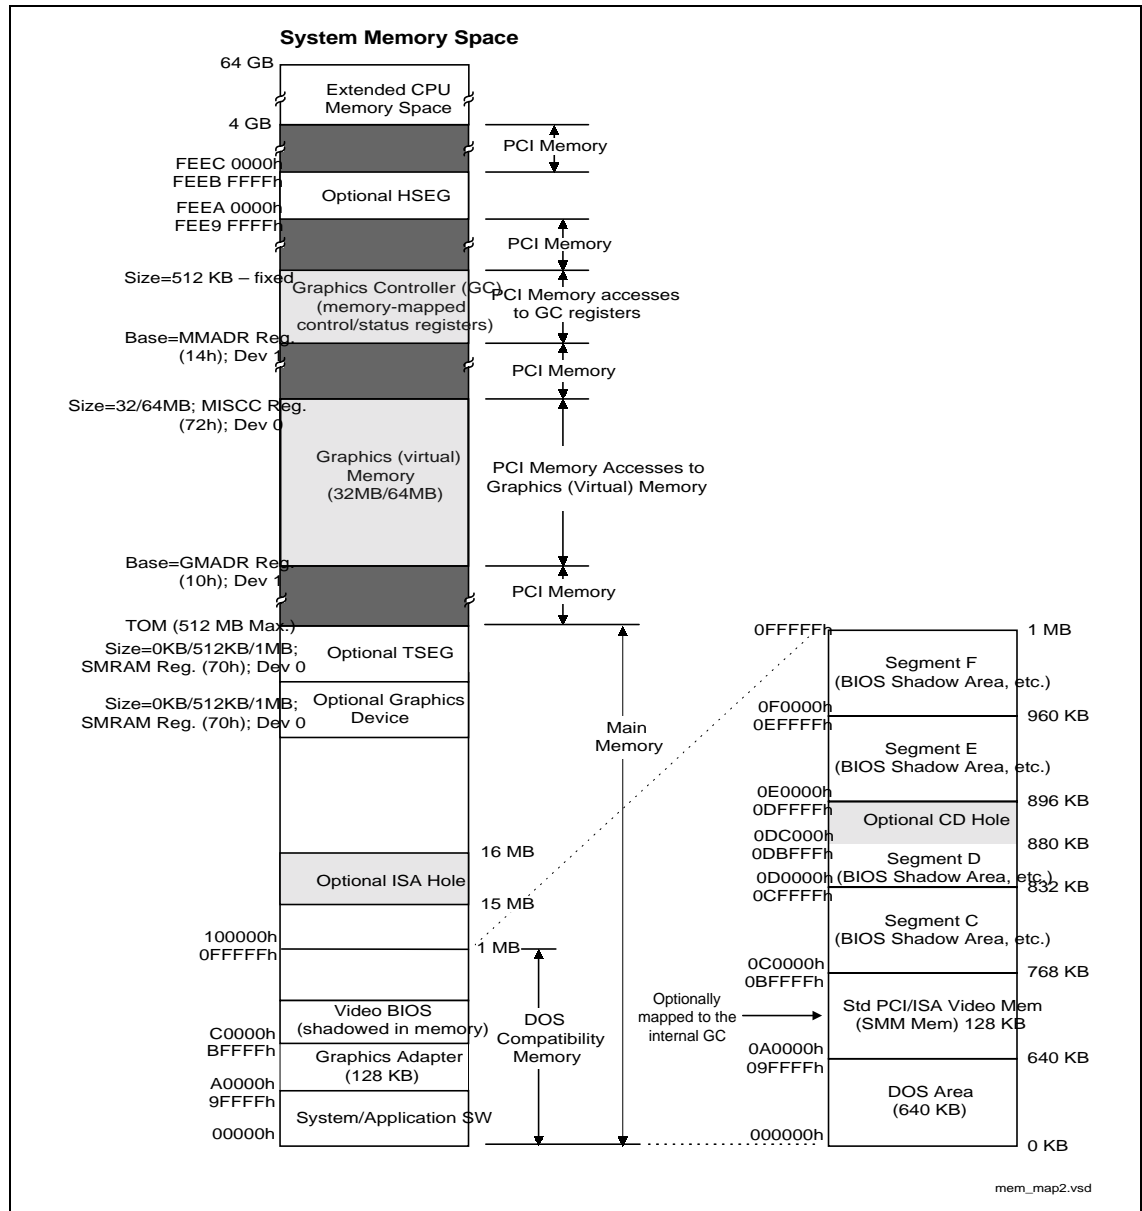 System Memory Space
64 GB
Extended CPU
Memory Space
4 GB
PCI Memory
FEEC 0000h
FEEB FFFFh
Optional HSEG
FEEA 0000h
FEE9 FFFFh
PCI Memory
Size=512 KB – fixed
Graphics Controller (GC)
(memory-mapped
control/status registers)
PCI Memory accesses
to GC registers
Base=MMADR Reg.
(14h); Dev 1
PCI Memory
Size=32/64MB; MISCC Reg.
(72h); Dev 0
Graphics (virtual)
Memory
(32MB/64MB)
PCI Memory Accesses to
Graphics (Virtual) Memory
Base=GMADR Reg.
(10h); Dev 1
PCI Memory
TOM (512 MB Max.)
Size=0KB/512KB/1MB;
SMRAM Reg. (70h); Dev 0
Optional TSEG
Size=0KB/512KB/1MB;
SMRAM Reg. (70h); Dev 0
Optional Graphics
Device
Main
Memory
16 MB
Optional ISA Hole
15 MB
100000h
0FFFFFh
1 MB
Video BIOS
(shadowed in memory)
DOS
Compatibility
Memory
C0000h
BFFFFh
Graphics Adapter
(128 KB)
A0000h
9FFFFh
System/Application SW
00000h
0FFFFFh
1 MB
Segment F
(BIOS Shadow Area, etc.)
0F0000h
0EFFFFh
960 KB
Segment E
(BIOS Shadow Area, etc.)
0E0000h
0DFFFFh
896 KB
Optional CD Hole
0DC000h
0DBFFFh
880 KB
Segment D
(BIOS Shadow Area, etc.)
0D0000h
0CFFFFh
832 KB
Segment C
(BIOS Shadow Area, etc.)
0C0000h
0BFFFFh
768 KB
Optionally
mapped to the
internal GC
Std PCI/ISA Video Mem
(SMM Mem) 128 KB
0A0000h
09FFFFh
640 KB
DOS Area
(640 KB)
000000h
0 KB
mem_map2.vsd